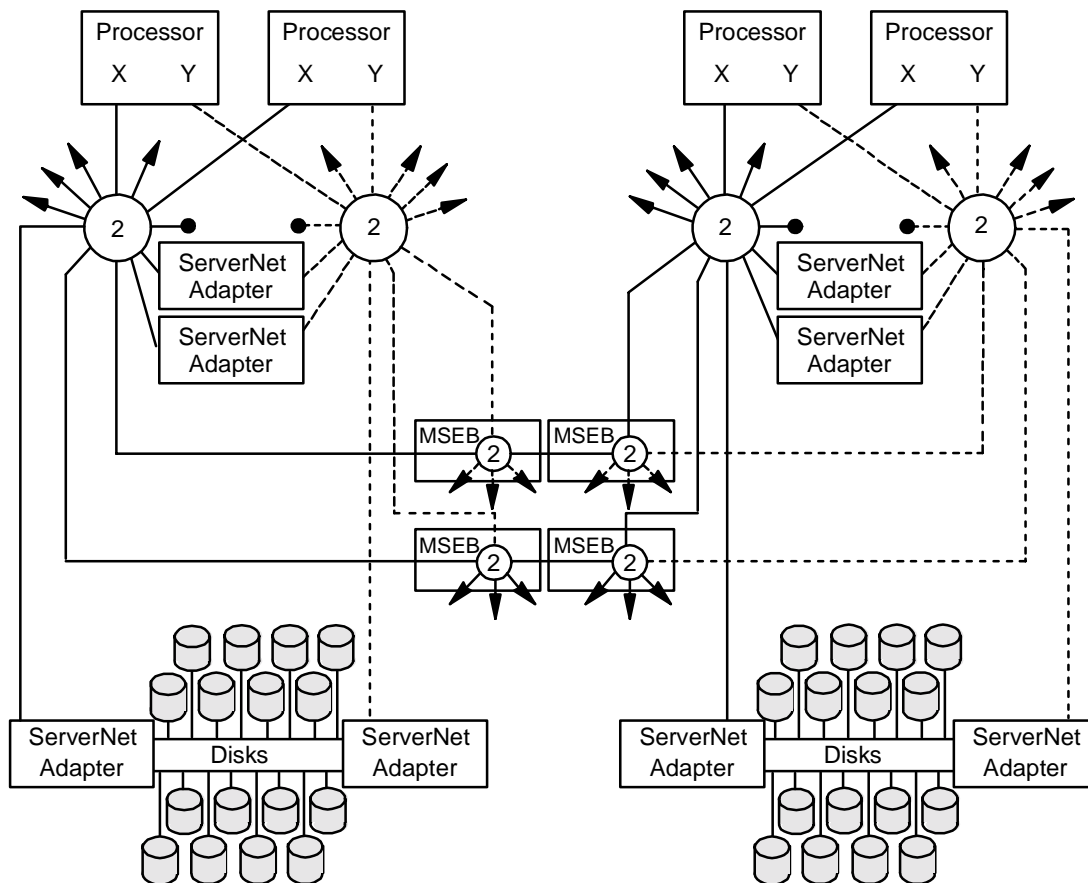 Processor
X Y
Processor
X Y
Processor
X Y
Processor
X Y
2
2
2
2
ServerNet
Adapter
ServerNet
Adapter
ServerNet
Adapter
ServerNet
Adapter
MSEB
2
MSEB
2
MSEB
2
MSEB
2
ServerNet
Adapter
Disks
ServerNet
Adapter
ServerNet
Adapter
Disks
ServerNet
Adapter